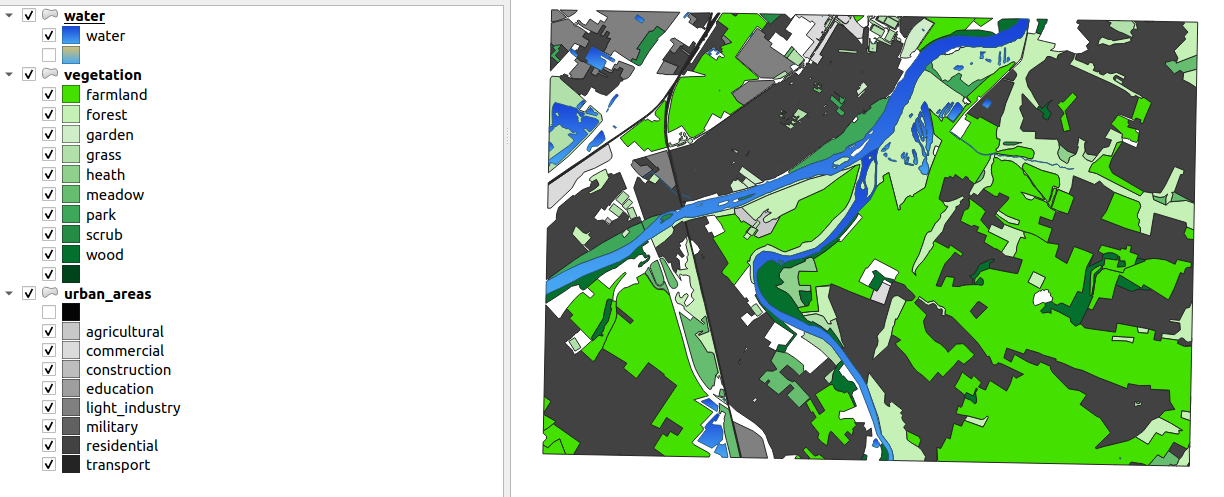 water
water
vegetation
farmland
forest
garden
grass
heath
meadow
park
scrub
wood
urban_areas
agricultural
commercial
construction
education
light_industry
military
residential
transport